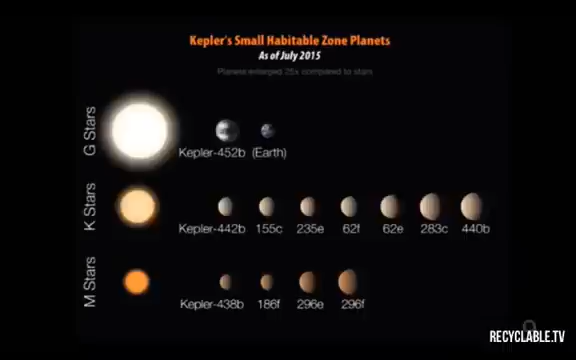 Kepler's Small Habitable Zone Planets
As of July 2015
Planets enlarged 25x compared to stars
G Stars
Kepler-452b (Earth)
K Stars
Kepler-442b 155c 235e 62f 62e 283c 440b
M Stars
Kepler-438b 186f 296e 296f
RECYCLABLE.TV